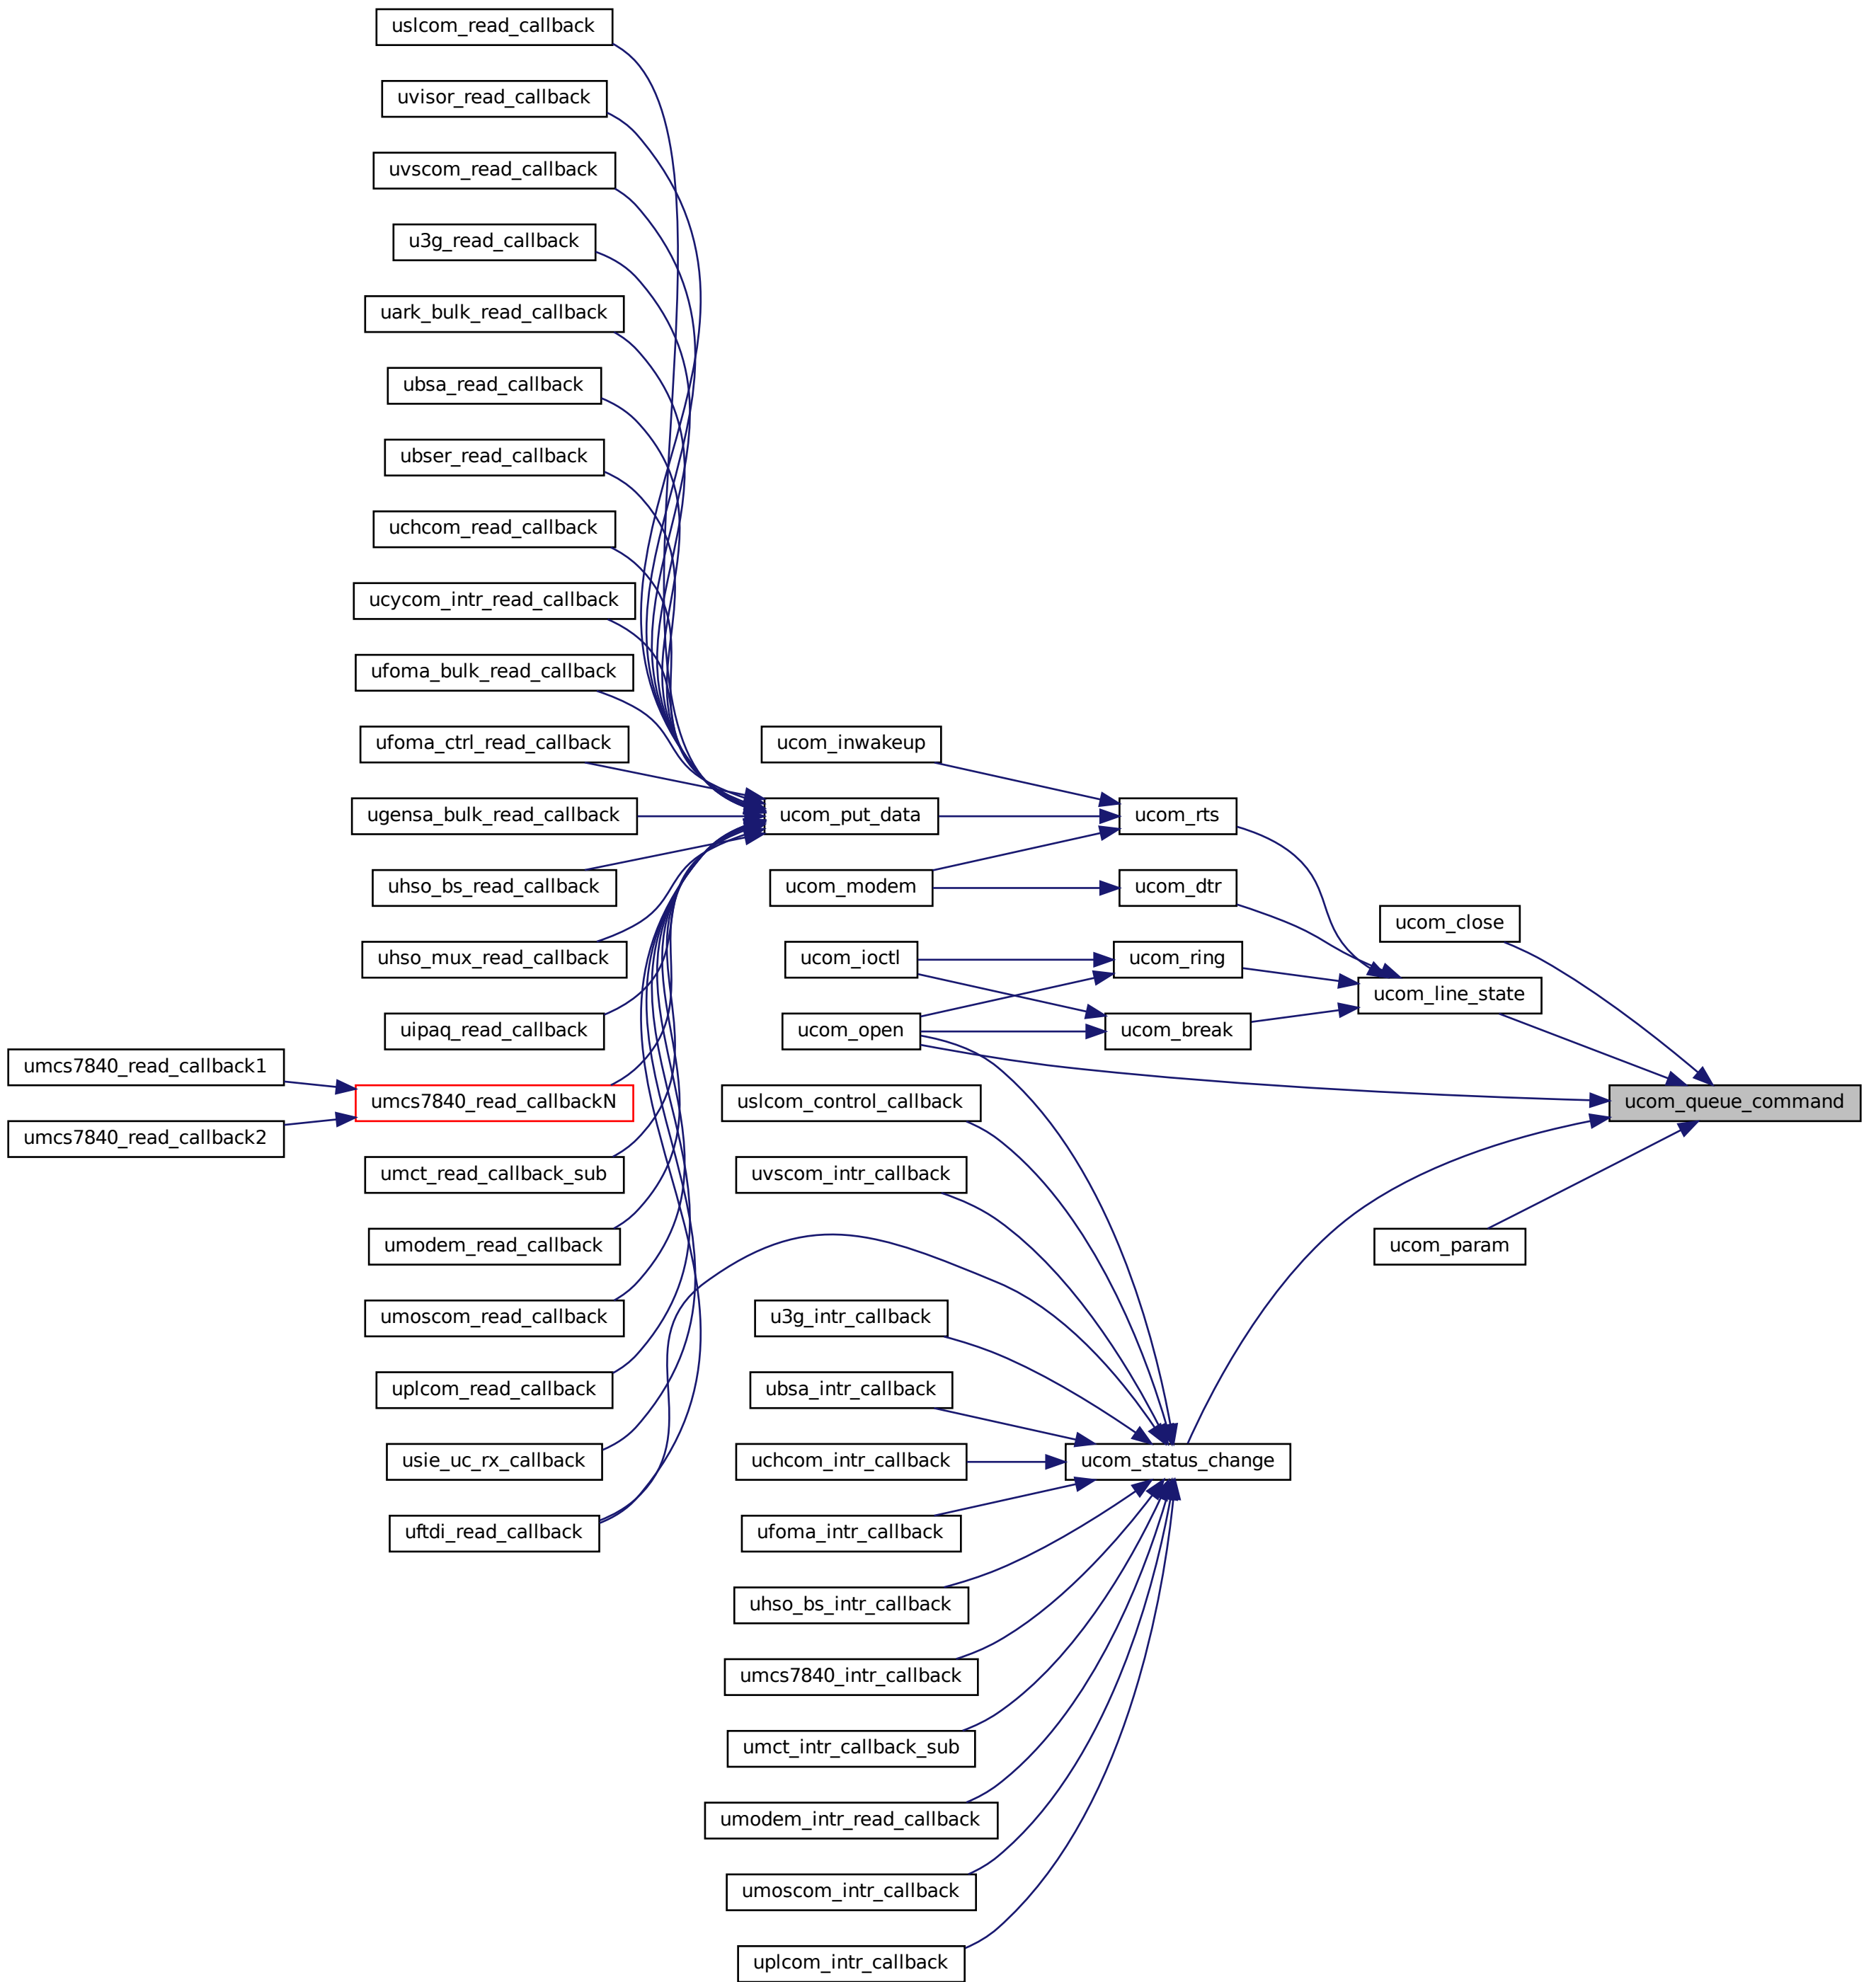 uslcom_read_callback
uvisor_read_callback
uvscom_read_callback
u3g_read_callback
uark_bulk_read_callback
ubsa_read_callback
ubser_read_callback
uchcom_read_callback
ucycom_intr_read_callback
ufoma_bulk_read_callback
ufoma_ctrl_read_callback
ugensa_bulk_read_callback
uhso_bs_read_callback
uhso_mux_read_callback
uipaq_read_callback
umcs7840_read_callback1
umcs7840_read_callback2
umcs7840_read_callbackN
umct_read_callback_sub
umodem_read_callback
umoscom_read_callback
uplcom_read_callback
usie_uc_rx_callback
uftdi_read_callback
ucom_inwakeup
ucom_put_data
ucom_modem
ucom_ioctl
ucom_open
uslcom_control_callback
uvscom_intr_callback
u3g_intr_callback
ubsa_intr_callback
uchcom_intr_callback
ufoma_intr_callback
uhso_bs_intr_callback
umcs7840_intr_callback
umct_intr_callback_sub
umodem_intr_read_callback
umoscom_intr_callback
uplcom_intr_callback
ucom_rts
ucom_dtr
ucom_ring
ucom_break
ucom_status_change
ucom_close
ucom_line_state
ucom_param
ucom_queue_command